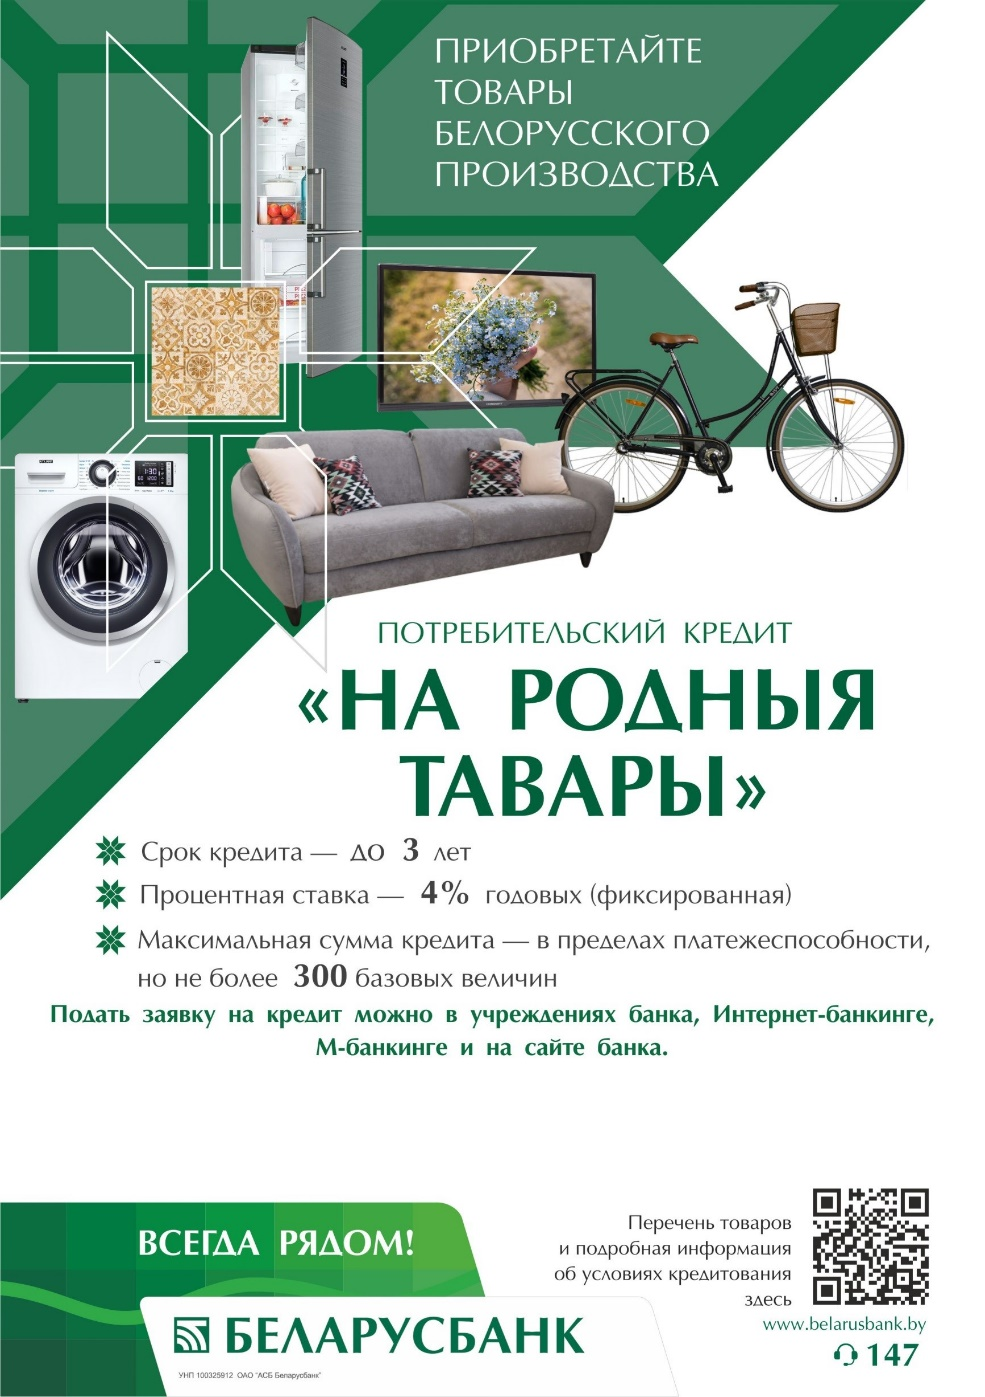 ПРИОБРЕТАЙТЕ
ТОВАРЫ
БЕЛОРУССКОГО
ПРОИЗВОДСТВА
ПОТРЕБИТЕЛЬСКИЙ КРЕДИТ
«НА РОДНЫЯ
ТАВАРЫ»
Срок кредита — до 3 лет
Процентная ставка — 4% годовых (фиксированная)
Максимальная сумма кредита — в пределах платежеспособности,
но не более 300 базовых величин
Подать заявку на кредит можно в учреждениях банка, Интернет-банкинге,
М-банкинге и на сайте банка.
ВСЕГДА РЯДОМ!
БЕЛАРУСБАНК
УНП 100325912 ОАО "АСБ Беларусбанк"
Перечень товаров
и подробная информация
об условиях кредитования
здесь
www.belarusbank.by
147